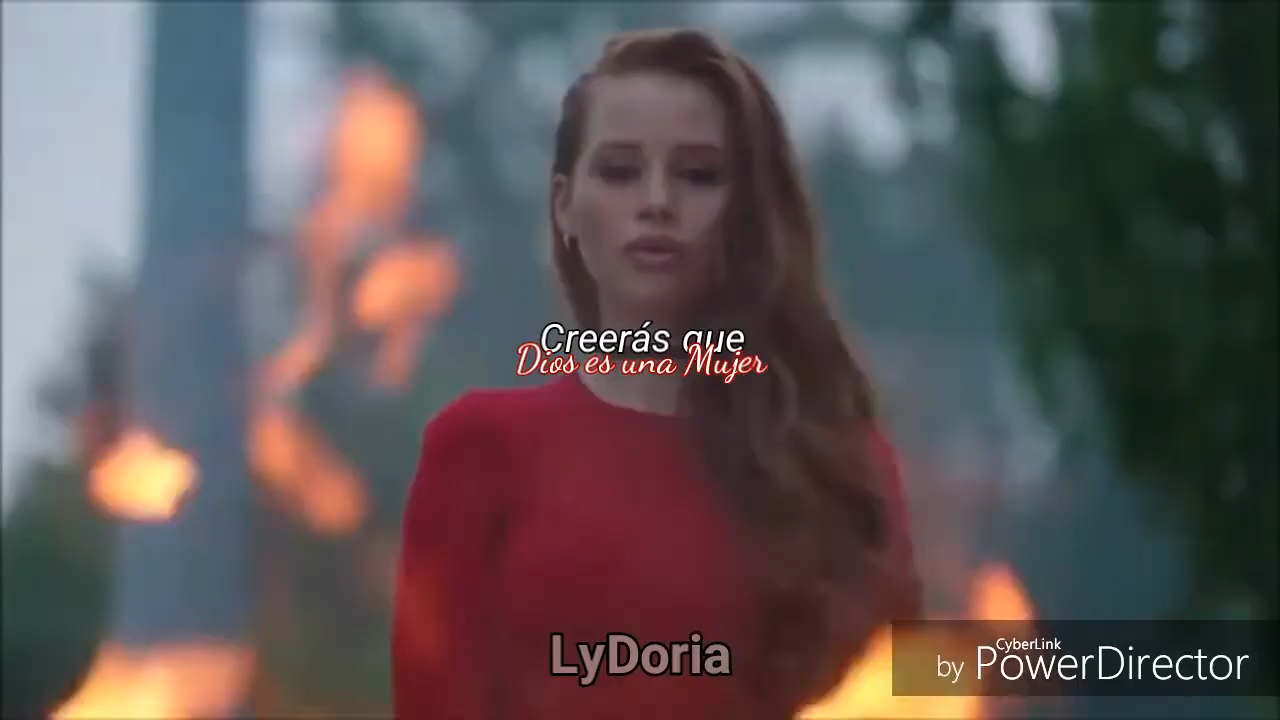 Creerás que
Dios es una Mujer
LyDoria
CyberLink
by PowerDirector